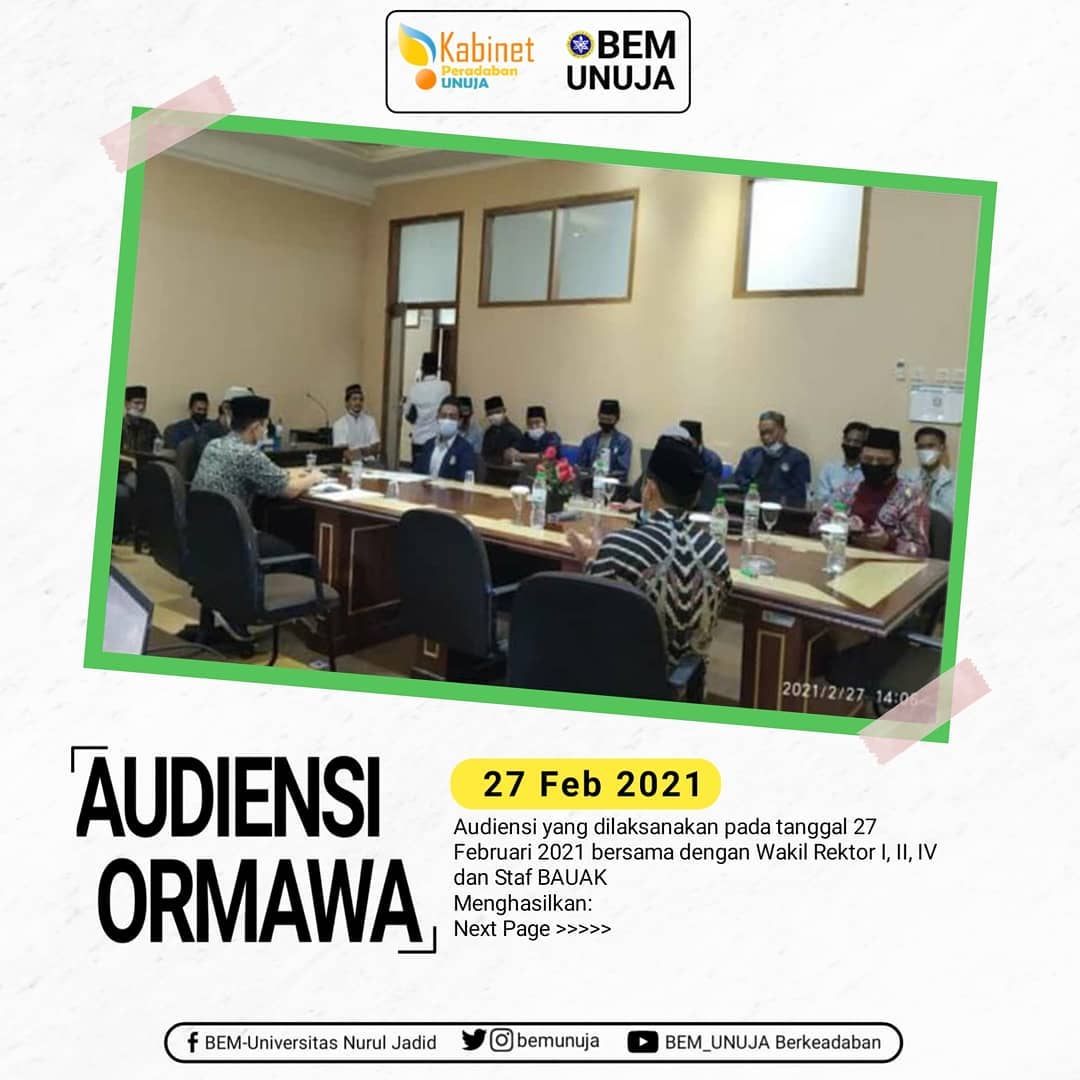 Kabinet
Peradaban
UNUJA
BEM
UNUJA
2021/2/27 14:06
AUDIENSI
ORMAWA
27 Feb 2021
Audiensi yang dilaksanakan pada tanggal 27
Februari 2021 bersama dengan Wakil Rektor I, II, IV
dan Staf BAUAK
Menghasilkan:
Next Page >>>>>
BEM-Universitas Nurul Jadid
bemunuja
BEM_UNUJA Berkeadaban